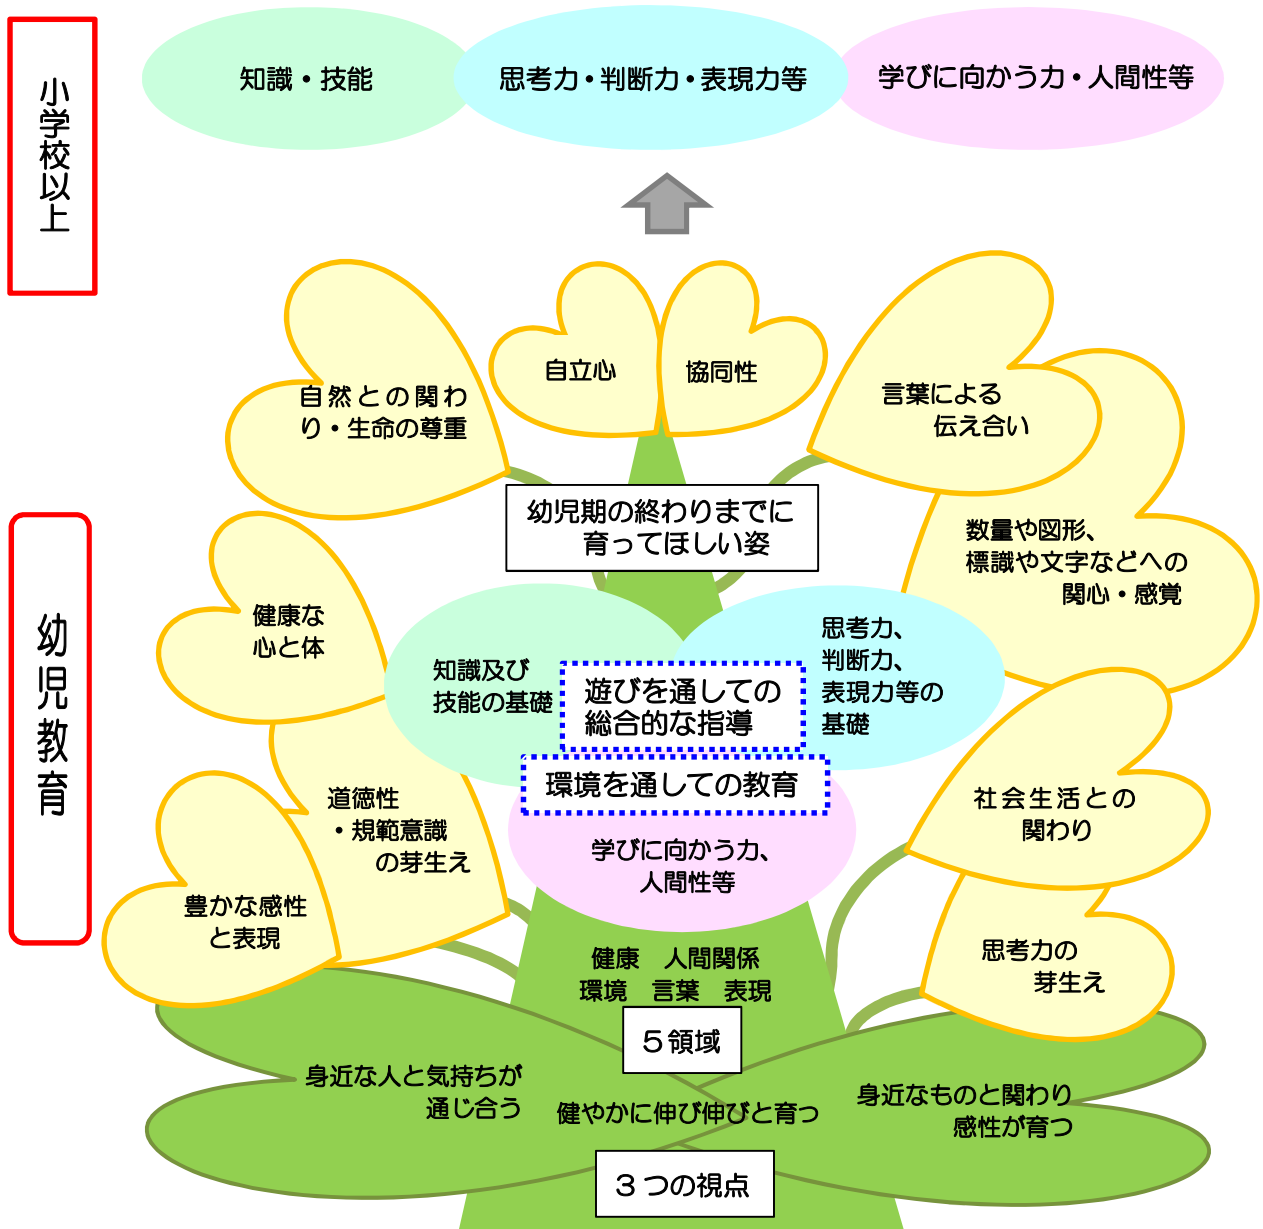 小学校以上
知識・技能
思考力・判断力・表現力等
学びに向かう力・人間性等
自立心
協同性
自然との関わ
り・生命の尊重
言葉による
伝え合い
幼児期の終わりまでに
育ってほしい姿
数量や図形、
標識や文字などへの
関心・感覚
幼児教育
健康な
心と体
知識及び
技能の基礎
思考力、
判断力、
表現力等の
基礎
遊びを通しての
総合的な指導
環境を通しての教育
道徳性
・規範意識
の芽生え
社会生活との
関わり
学びに向かう力、
人間性等
豊かな感性
と表現
思考力の
芽生え
健康　人間関係
環境　言葉　表現
５領域
身近な人と気持ちが
通じ合う
健やかに伸び伸びと育つ
身近なものと関わり
感性が育つ
３つの視点